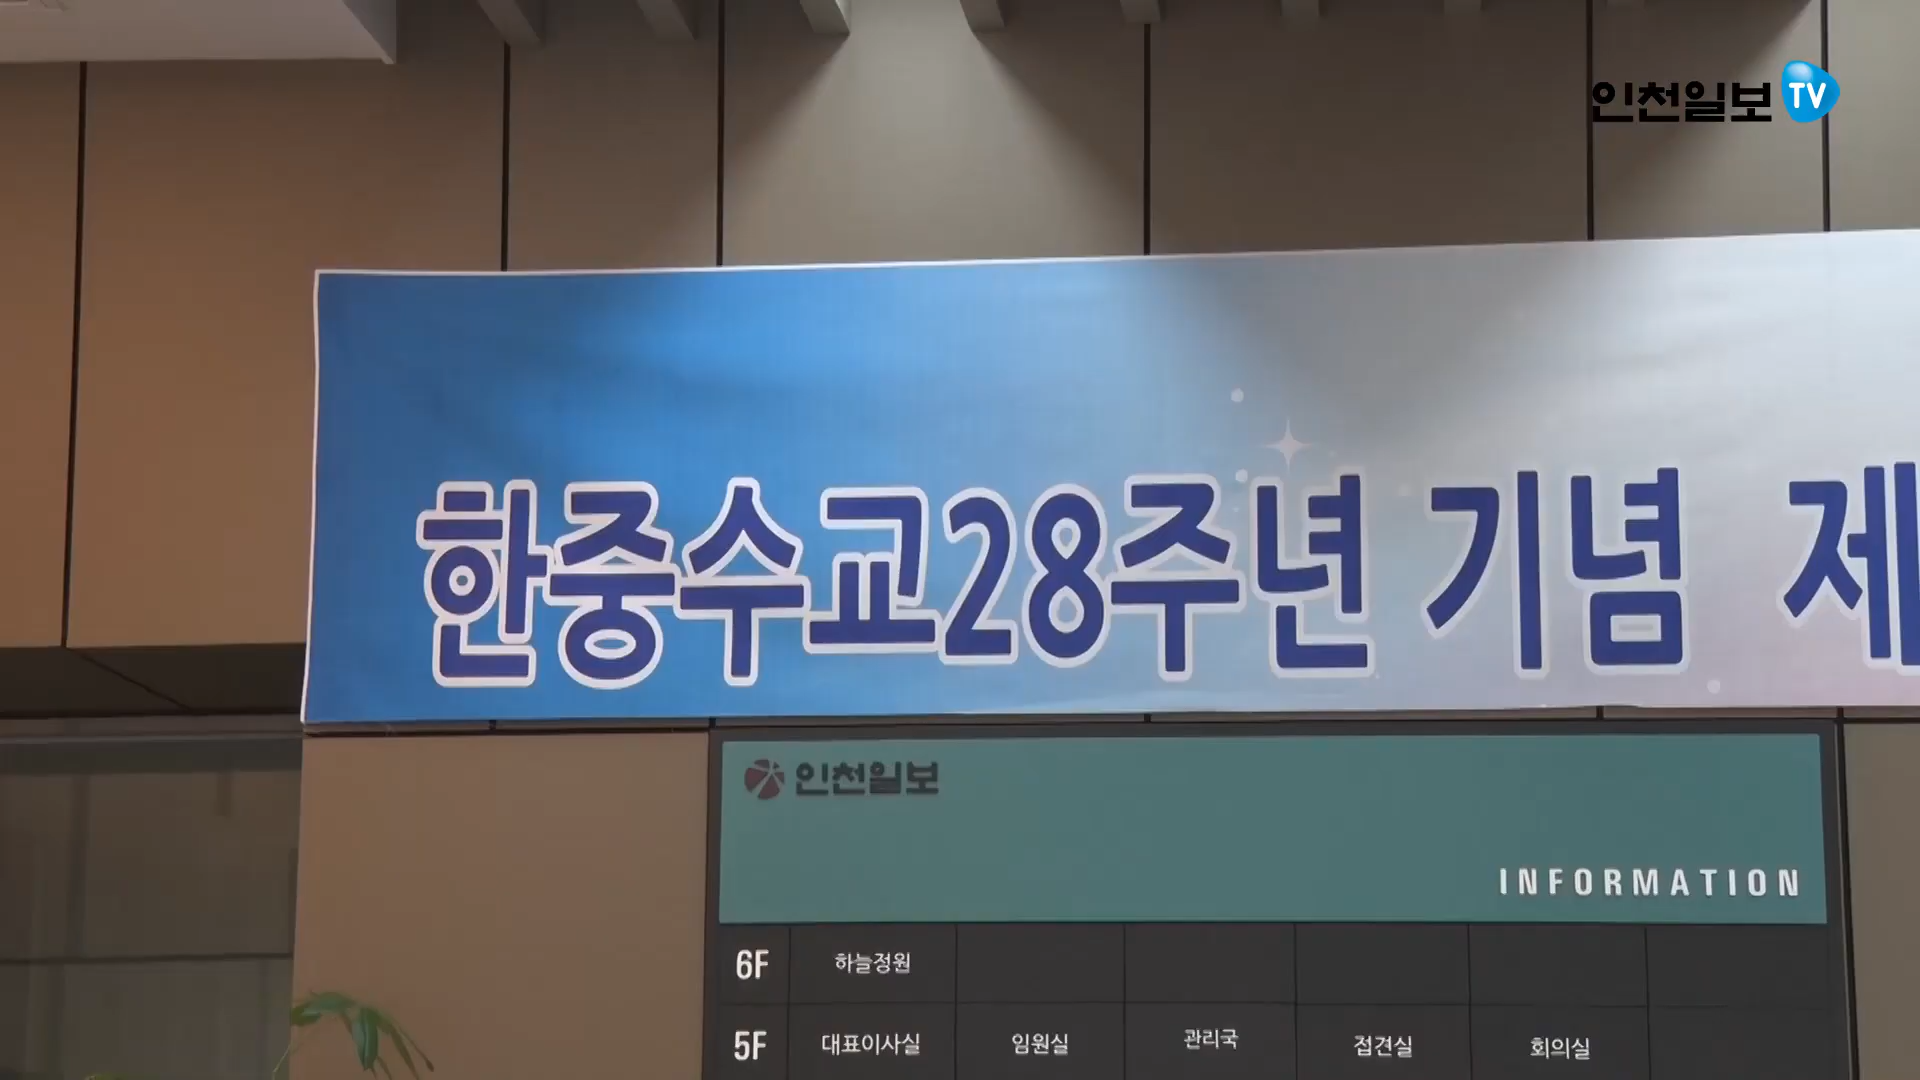 인천일보 TV
한중수교28주년 기념 제
인천일보
INFORMATION
6F 하늘정원
5F 대표이사실 임원실 관리국 접견실 회의실